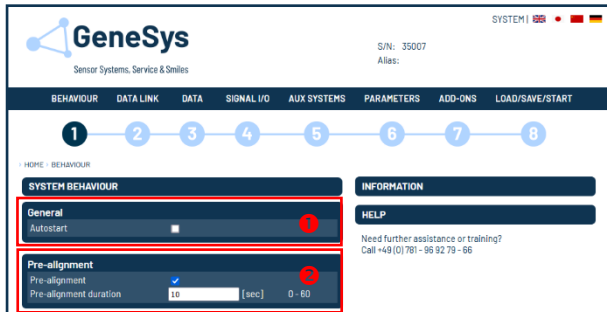 SYSTEM |
GeneSys
Sensor Systems, Service & Smiles
S/N: 35007
Alias:
BEHAVIOUR DATA LINK DATA SIGNAL I/O AUX SYSTEMS PARAMETERS ADD-ONS LOAD/SAVE/START
1 2 3 4 5 6 7 8
› HOME › BEHAVIOUR
SYSTEM BEHAVIOUR
INFORMATION
General
1
Autostart
HELP
Need further assistance or training?
Call +49 (0) 781 - 96 92 79 - 66
Pre-alignment
2
Pre-alignment
Pre-alignment duration 10 [sec] 0 - 60